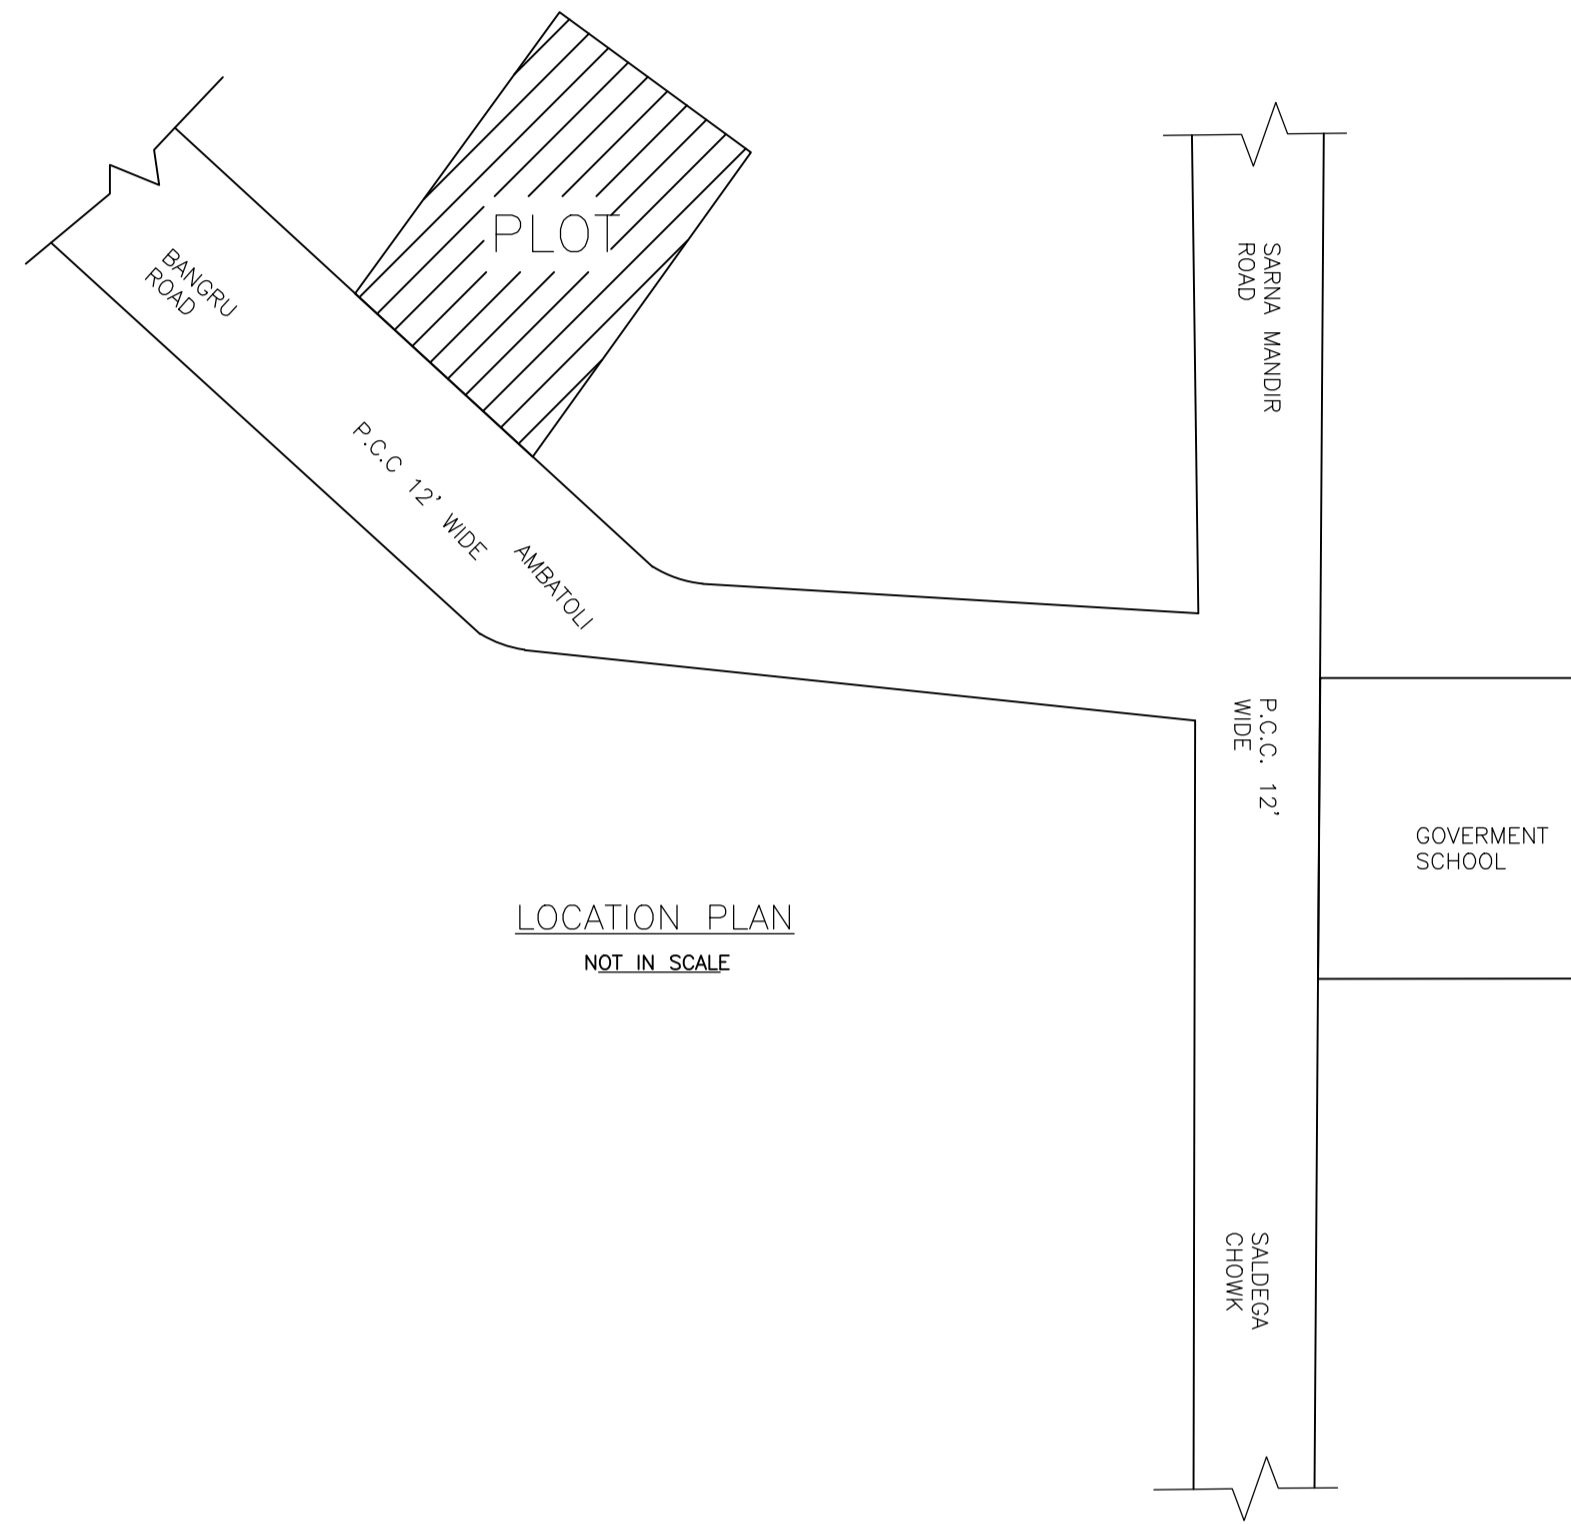 PLOT
BANGRU
ROAD
SARNA MANDIR
ROAD
P.C.C 12' WIDE
AMBATOLI
P.C.C. 12'
WIDE
GOVERMENT
SCHOOL
LOCATION PLAN
NOT IN SCALE
SALDEGA
CHOWK